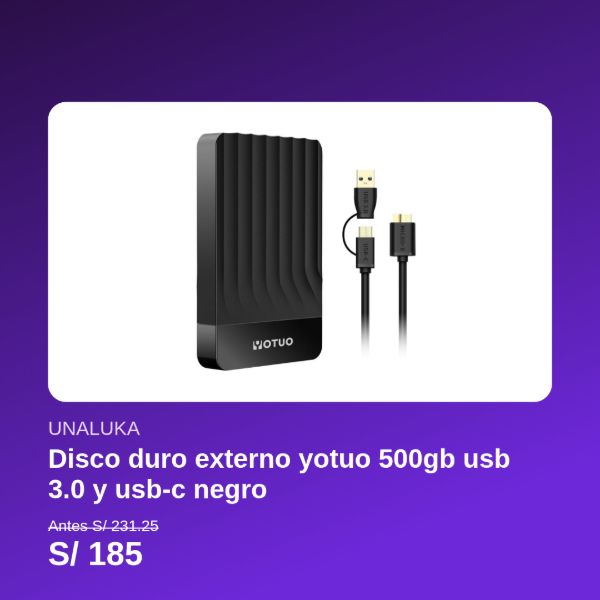 YOTUO
UNALUKA
Disco duro externo yotuo 500gb usb
3.0 y usb-c negro
Antes S/ 231.25
S/ 185